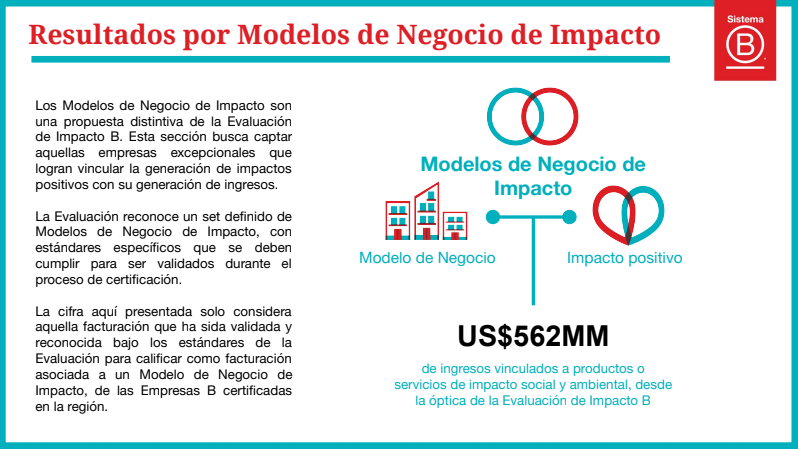 Resultados por Modelos de Negocio de Impacto
Sistema
B
Los Modelos de Negocio de Impacto son
una propuesta distintiva de la Evaluación
de Impacto B. Esta sección busca captar
aquellas empresas excepcionales que
logran vincular la generación de impactos
positivos con su generación de ingresos.
La Evaluación reconoce un set definido de
Modelos de Negocio de Impacto, con
estándares específicos que se deben
cumplir para ser validados durante el
proceso de certificación.
La cifra aquí presentada solo considera
aquella facturación que ha sida validada y
reconocida bajo los estándares de la
Evaluación para calificar como facturación
asociada a un Modelo de Negocio de
Impacto, de las Empresas B certificadas
en la región.
Modelos de Negocio de
Impacto
Modelo de Negocio
Impacto positivo
US$562MM
de ingresos vinculados a productos o
servicios de impacto social y ambiental, desde
la óptica de la Evaluación de Impacto B